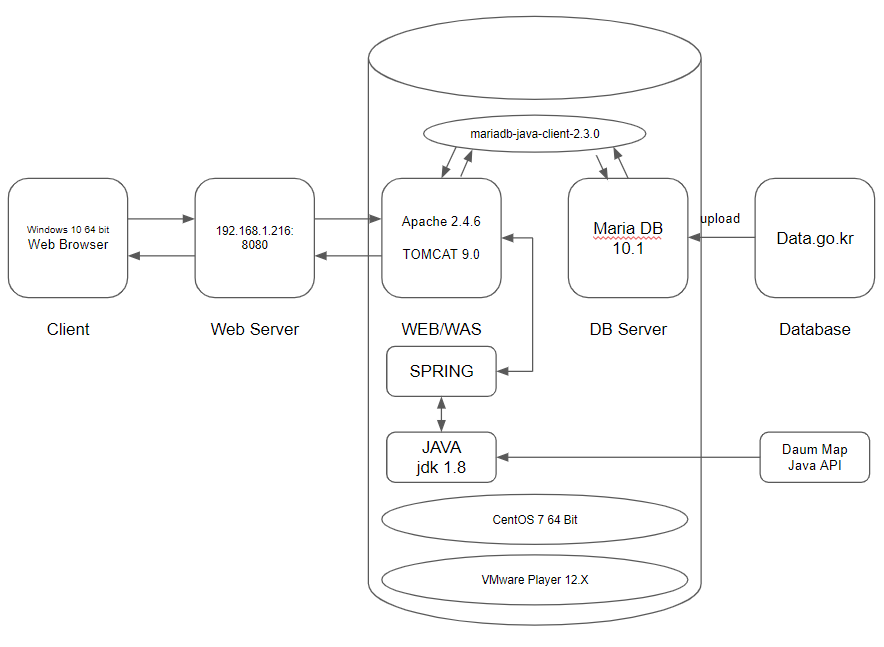 mariadb-java-client-2.3.0
Windows 10 64 bit
Web Browser
192.168.1.216:
8080
Apache 2.4.6
TOMCAT 9.0
Maria DB
10.1
upload
Data.go.kr
Client
Web Server
WEB/WAS
DB Server
Database
SPRING
JAVA
jdk 1.8
Daum Map
Java API
CentOS 7 64 Bit
VMware Player 12.X